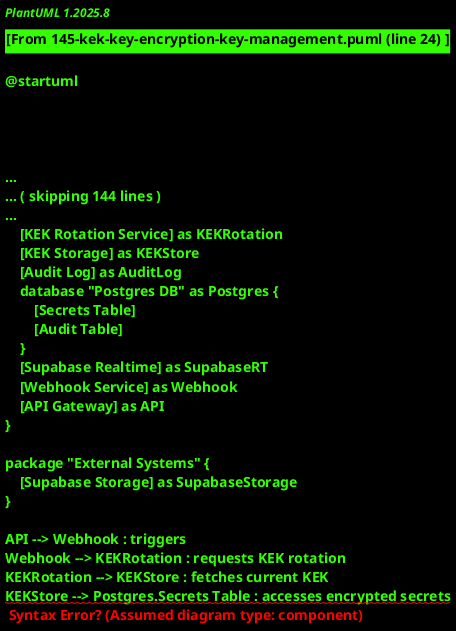 PlantUML 1.2025.8
[From 145-kek-key-encryption-key-management.puml (line 24) ]
@startuml
...
... ( skipping 144 lines )
...
[KEK Rotation Service] as KEKRotation
[KEK Storage] as KEKStore
[Audit Log] as AuditLog
database "Postgres DB" as Postgres {
[Secrets Table]
[Audit Table]
}
[Supabase Realtime] as SupabaseRT
[Webhook Service] as Webhook
[API Gateway] as API
}
package "External Systems" {
[Supabase Storage] as SupabaseStorage
}
API --> Webhook : triggers
Webhook --> KEKRotation : requests KEK rotation
KEKRotation --> KEKStore : fetches current KEK
KEKStore --> Postgres.Secrets Table : accesses encrypted secrets
Syntax Error? (Assumed diagram type: component)